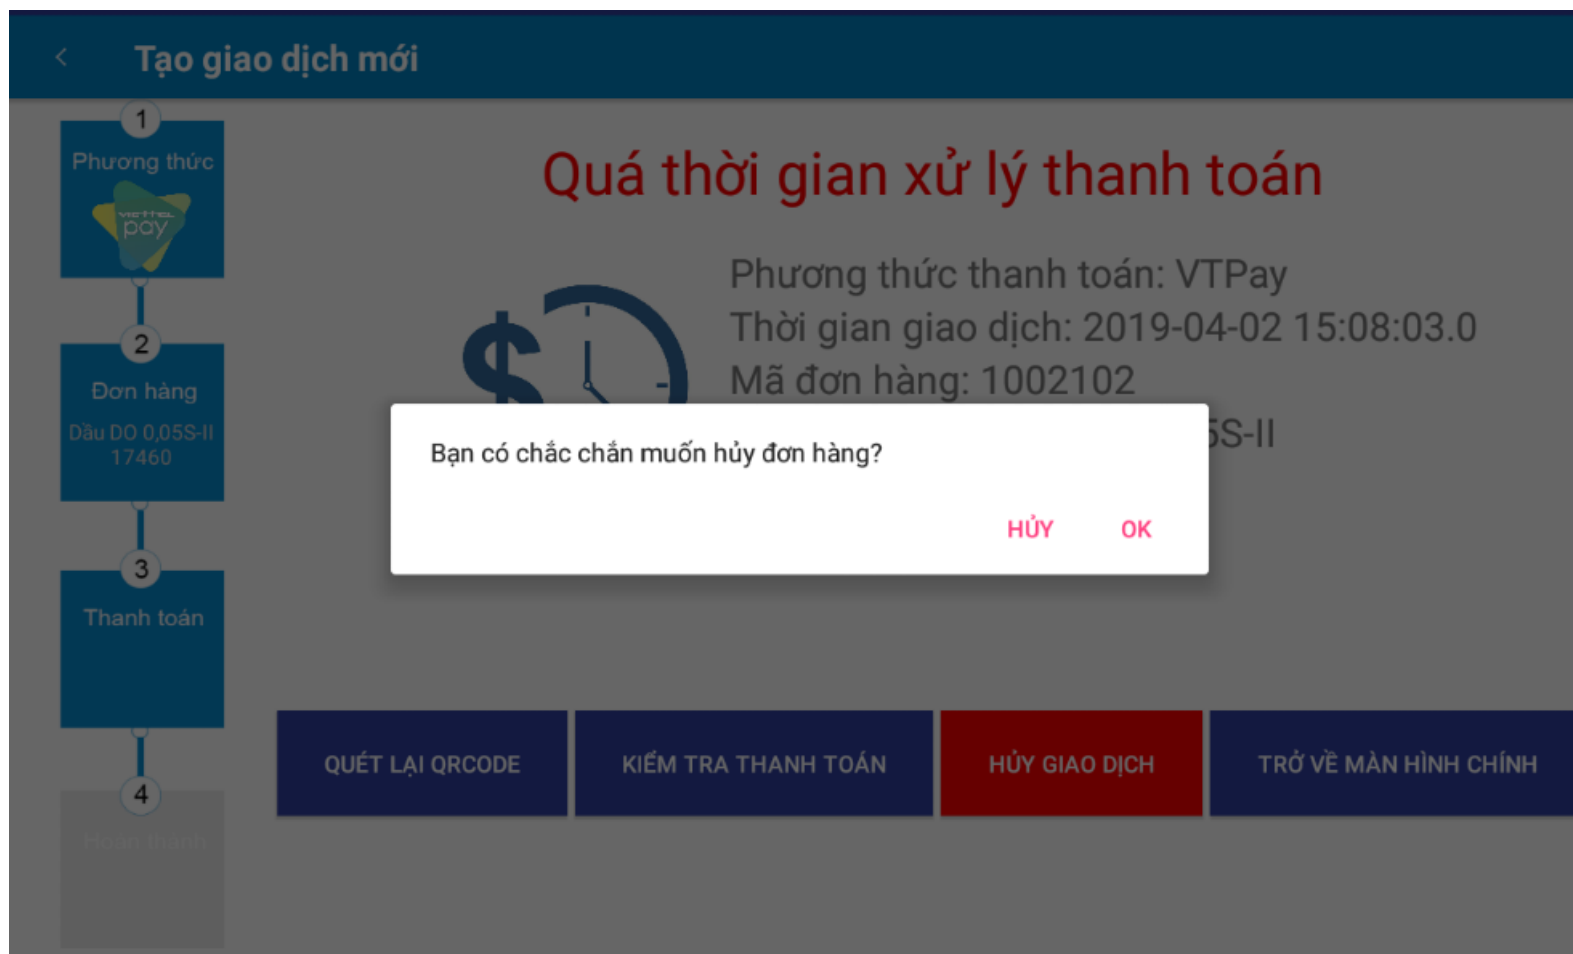 Tạo giao dịch mới
1
Phương thức
viettel
pay
2
Đơn hàng
Dầu DO 0,05S-II
17460
3
Thanh toán
4
Hoàn thành
Quá thời gian xử lý thanh toán
$
Phương thức thanh toán: VTPay
Thời gian giao dịch: 2019-04-02 15:08:03.0
Mã đơn hàng: 1002102
5S-II
Bạn có chắc chắn muốn hủy đơn hàng?
HỦY OK
QUÉT LẠI QRCODE KIỂM TRA THANH TOÁN HỦY GIAO DỊCH TRỞ VỀ MÀN HÌNH CHÍNH